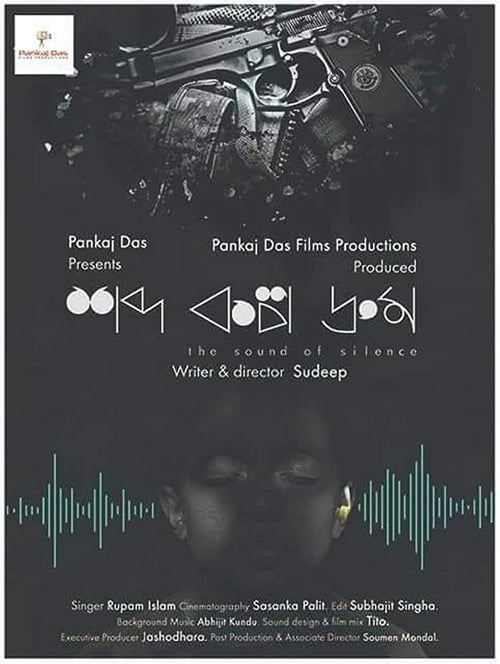 Pankaj Das
FILMS PRODUCTIONS
Pankaj Das
Presents
Pankaj Das Films Productions
Produced
শব্দ কল্প দ্রুম
the sound of silence
Writer & director Sudeep
Singer Rupam Islam Cinematography Sasanka Palit. Edit Subhajit Singha.
Background Music Abhijit Kundu. Sound design & film mix Tito.
Executive Producer Jashodhara. Post Production & Associate Director Soumen Mondal.